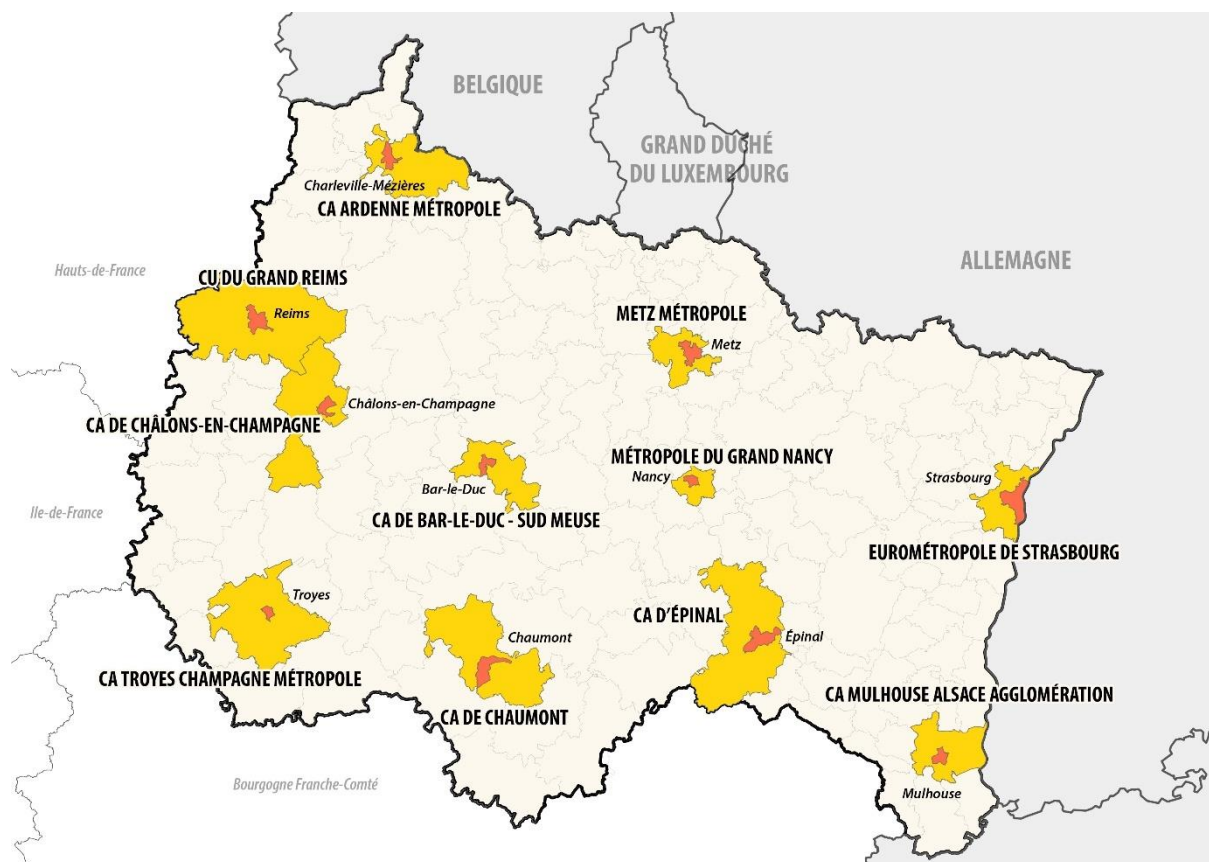 BELGIQUE
GRAND DUCHÉ
DU LUXEMBOURG
Charleville-Mézières
CA ARDENNE MÉTROPOLE
ALLEMAGNE
Hauts-de-France
CU DU GRAND REIMS
Reims
METZ MÉTROPOLE
Metz
Châlons-en-Champagne
CA DE CHÂLONS-EN-CHAMPAGNE
MÉTROPOLE DU GRAND NANCY
Nancy
Strasbourg
Bar-le-Duc
Ile-de-France
CA DE BAR-LE-DUC - SUD MEUSE
EUROMÉTROPOLE DE STRASBOURG
Troyes
CA D'ÉPINAL
Chaumont
Épinal
CA TROYES CHAMPAGNE MÉTROPOLE
CA MULHOUSE ALSACE AGGLOMÉRATION
CA DE CHAUMONT
Bourgogne Franche-Comté
Mulhouse